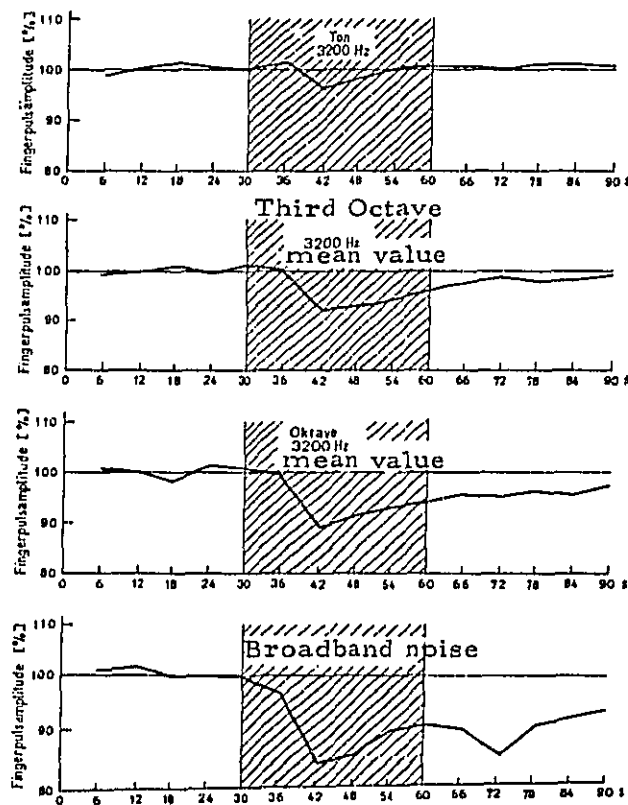 Fingerpulsämplitude [%]
110
100
90
80
Ton
3200 Hz
0 6 12 18 24 30 36 42 48 54 60 66 72 78 84 90 s
Fingerpulsamplitude [%]
110
100
90
80
Third Octave
3200 Hz
mean value
0 6 12 18 24 30 36 42 48 54 60 66 72 78 84 90 s
Fingerpulsamplitude [%]
110
100
90
80
Oktave
3200 Hz
mean value
0 6 12 18 24 30 36 42 48 54 60 66 72 78 84 90 s
Fingerpulsamplitude [%]
110
100
90
80
Broadband noise
0 6 12 18 24 30 36 42 48 54 60 66 72 78 84 90 s